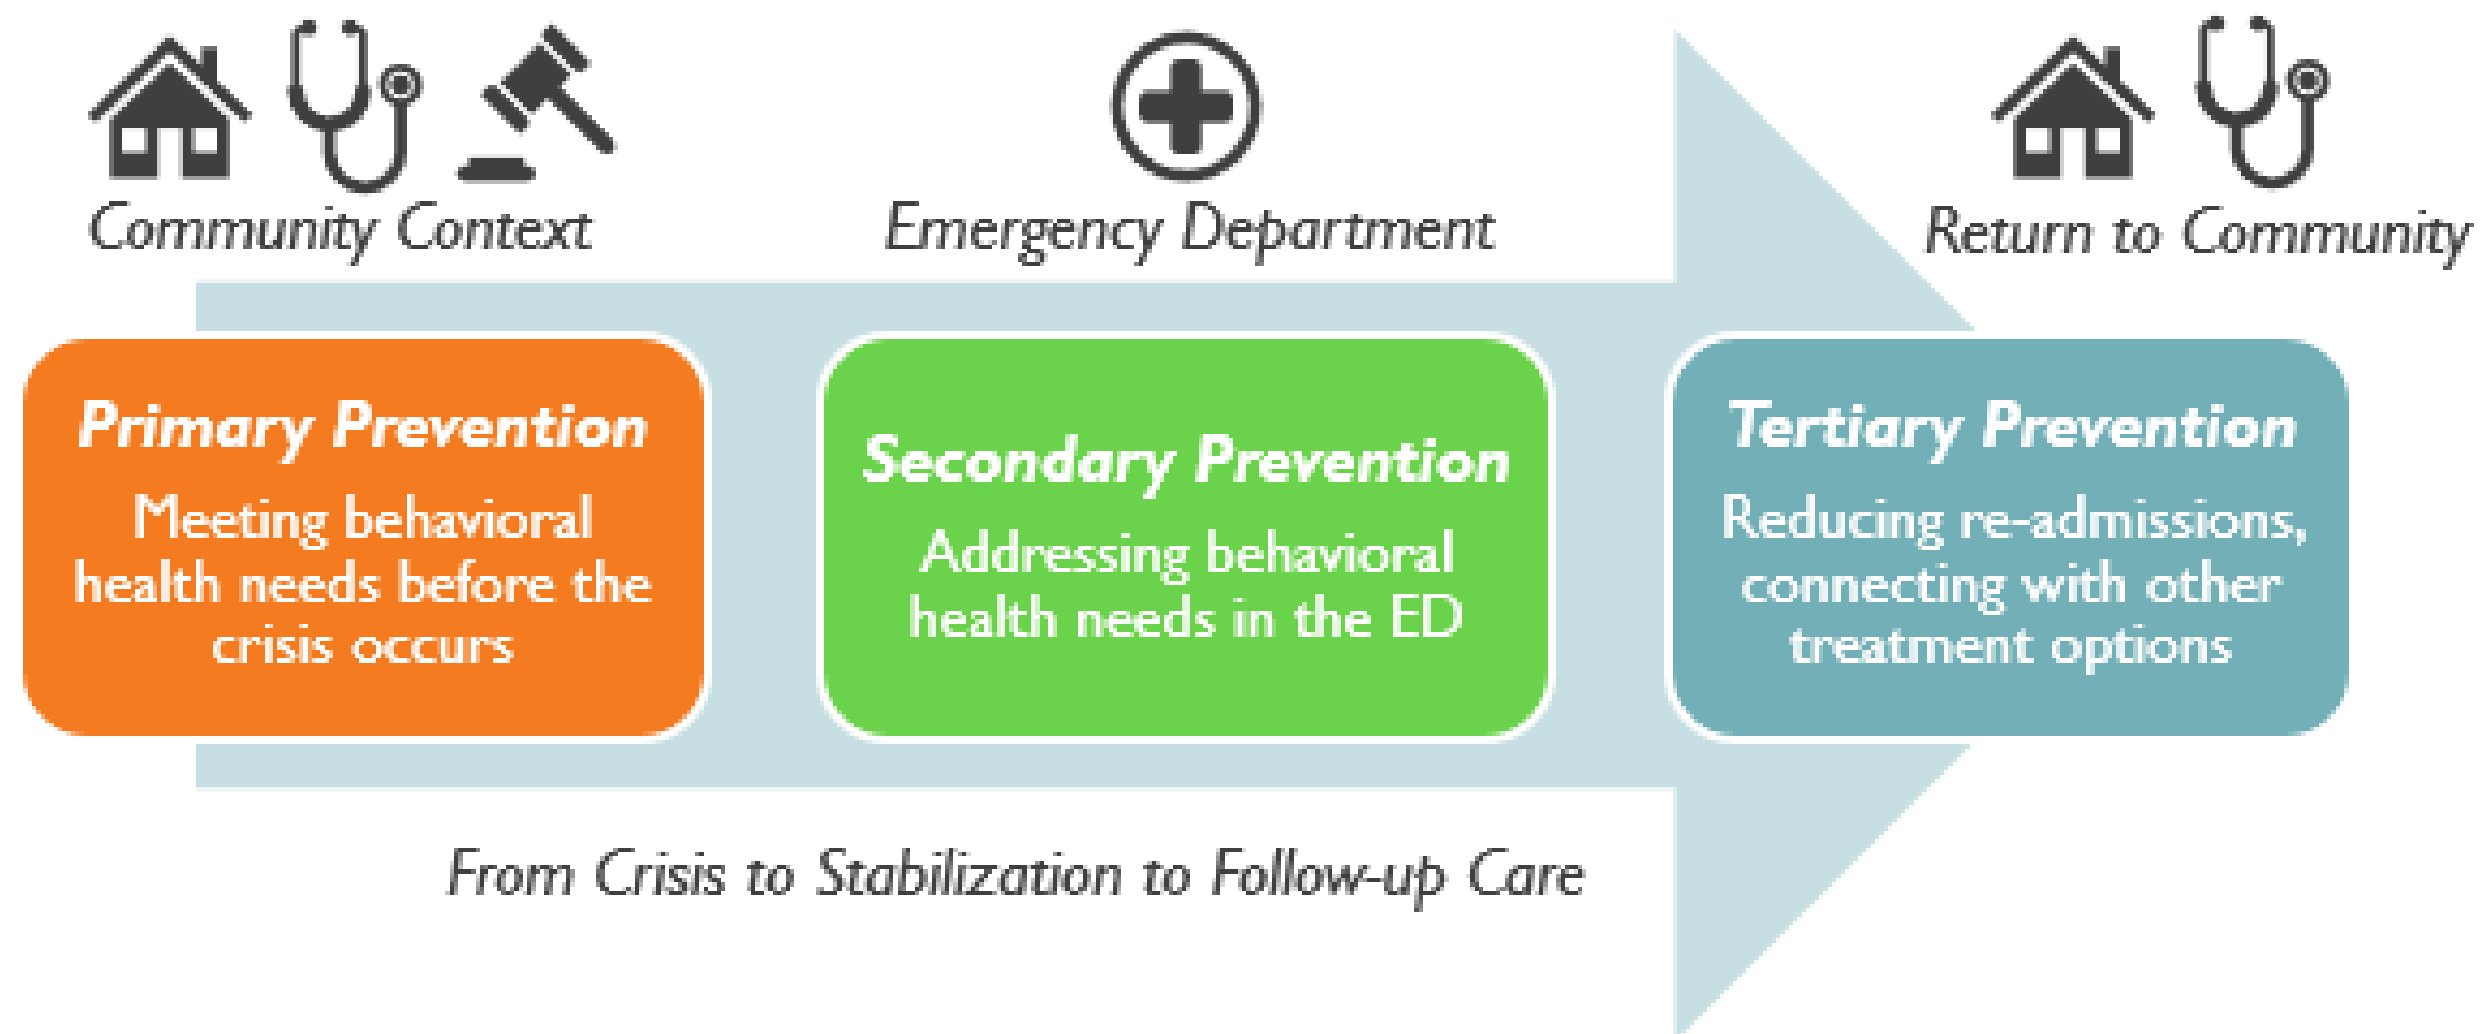 Community Context
Emergency Department
Return to Community
Primary Prevention
Meeting behavioral
health needs before the
crisis occurs
Secondary Prevention
Addressing behavioral
health needs in the ED
Tertiary Prevention
Reducing re-admissions,
connecting with other
treatment options
From Crisis to Stabilization to Follow-up Care